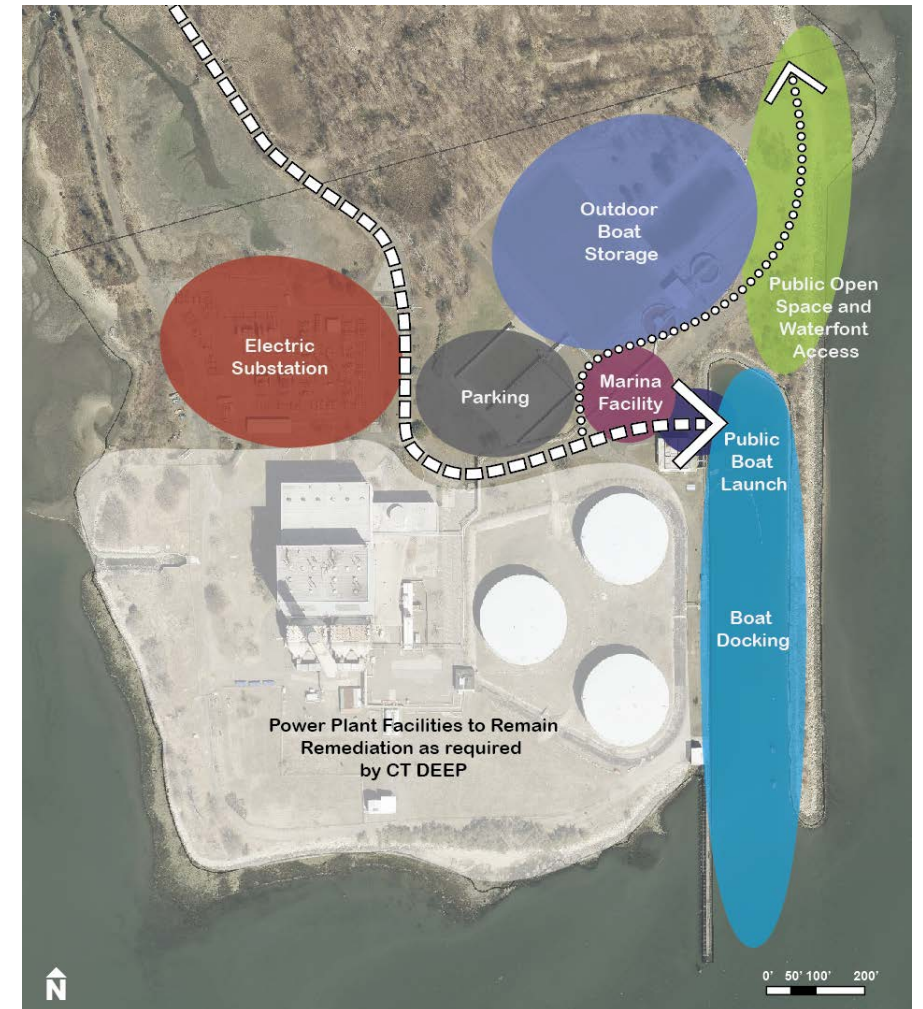 Outdoor
Boat
Storage
Public Open
Space and
Waterfont
Access
Electric
Substation
Parking
Marina
Facility
Public
Boat
Launch
Boat
Docking
Power Plant Facilities to Remain
Remediation as required
by CT DEEP
N
0' 50' 100' 200'